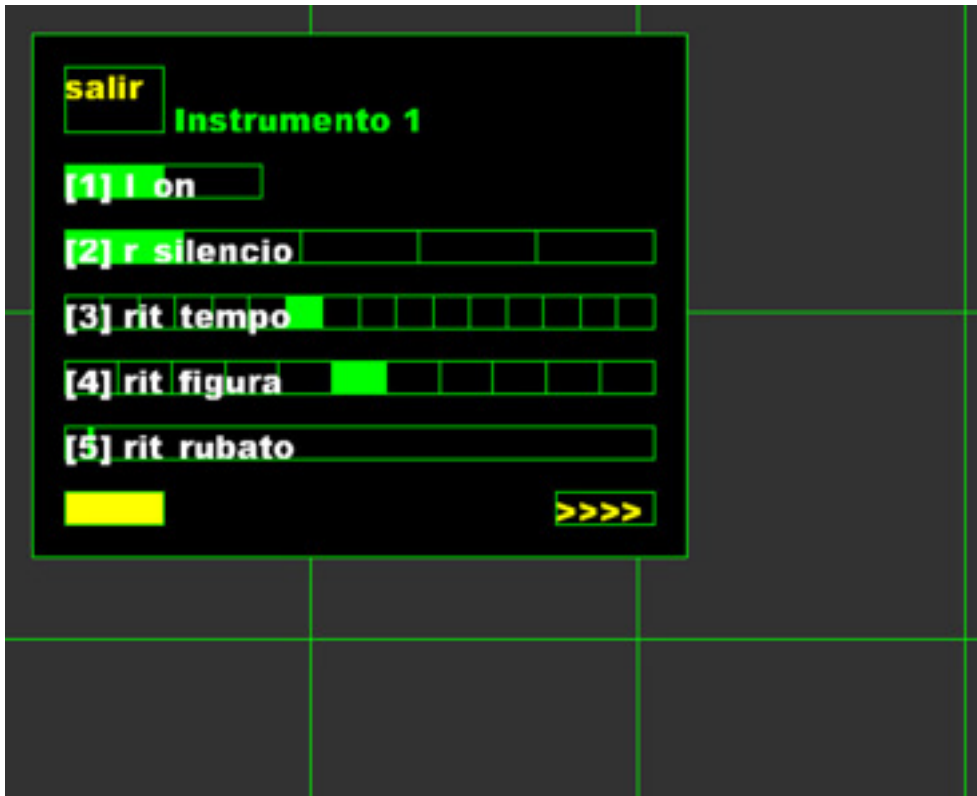 salir
Instrumento 1
[1] I on
[2] r silencio
[3] rit tempo
[4] rit figura
[5] rit rubato
>>>>